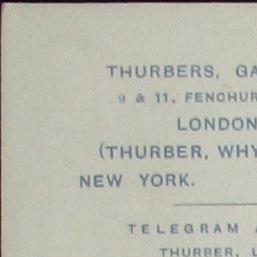 THURBERS, GA
9 & 11, FENCHUR
LONDON
(THURBER, WHY
NEW YORK.
TELEGRAM A
THURBER, L